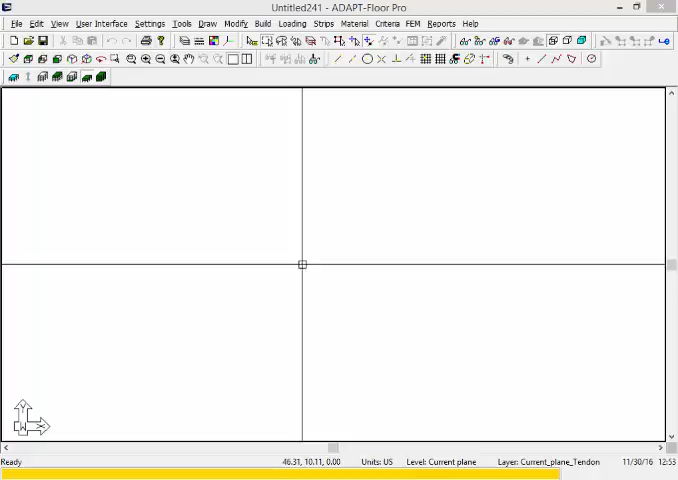 Untitled241 - ADAPT-Floor Pro
File Edit View User Interface Settings Tools Draw Modify Build Loading Strips Material Criteria FEM Reports Help
Y
W X
Ready 46.31, 10.11, 0.00 Units: US Level: Current plane Layer: Current_plane_Tendon 11/30/16 12:53